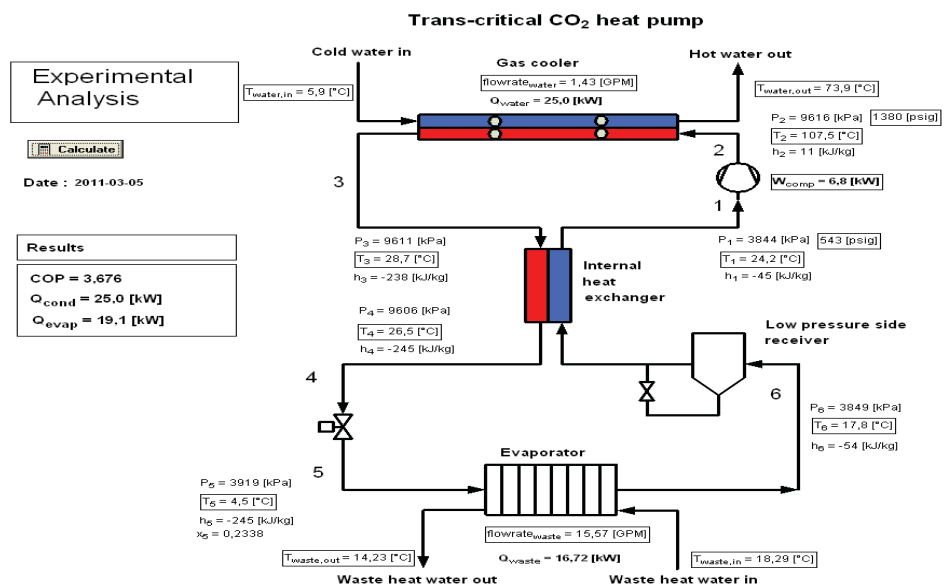 Trans-critical CO2 heat pump
Experimental
Analysis
Calculate
Date : 2011-03-05
Results
COP = 3,676
Qcond = 25,0 [kW]
Qevap = 19,1 [kW]
Cold water in
Gas cooler
Hot water out
Twater,in = 5,9 [°C]
flowratewater = 1,43 [GPM]
Qwater = 25,0 [kW]
Twater,out = 73,9 [°C]
P2 = 9616 [kPa] 1380 [psig]
T2 = 107,5 [°C]
h2 = 11 [kJ/kg]
2
Wcomp = 6,8 [kW]
1
3
P3 = 9611 [kPa]
T3 = 28,7 [°C]
h3 = -238 [kJ/kg]
P1 = 3844 [kPa] 543 [psig]
T1 = 24,2 [°C]
h1 = -45 [kJ/kg]
Internal
heat
exchanger
P4 = 9606 [kPa]
T4 = 26,5 [°C]
h4 = -245 [kJ/kg]
Low pressure side
receiver
4
6
P6 = 3849 [kPa]
T6 = 17,8 [°C]
h6 = -54 [kJ/kg]
5
Evaporator
P5 = 3919 [kPa]
T5 = 4,5 [°C]
h5 = -245 [kJ/kg]
x5 = 0,2338
flowratewaste = 15,57 [GPM]
Twaste,out = 14,23 [°C]
Qwaste = 16,72 [kW]
Twaste,in = 18,29 [°C]
Waste heat water out
Waste heat water in